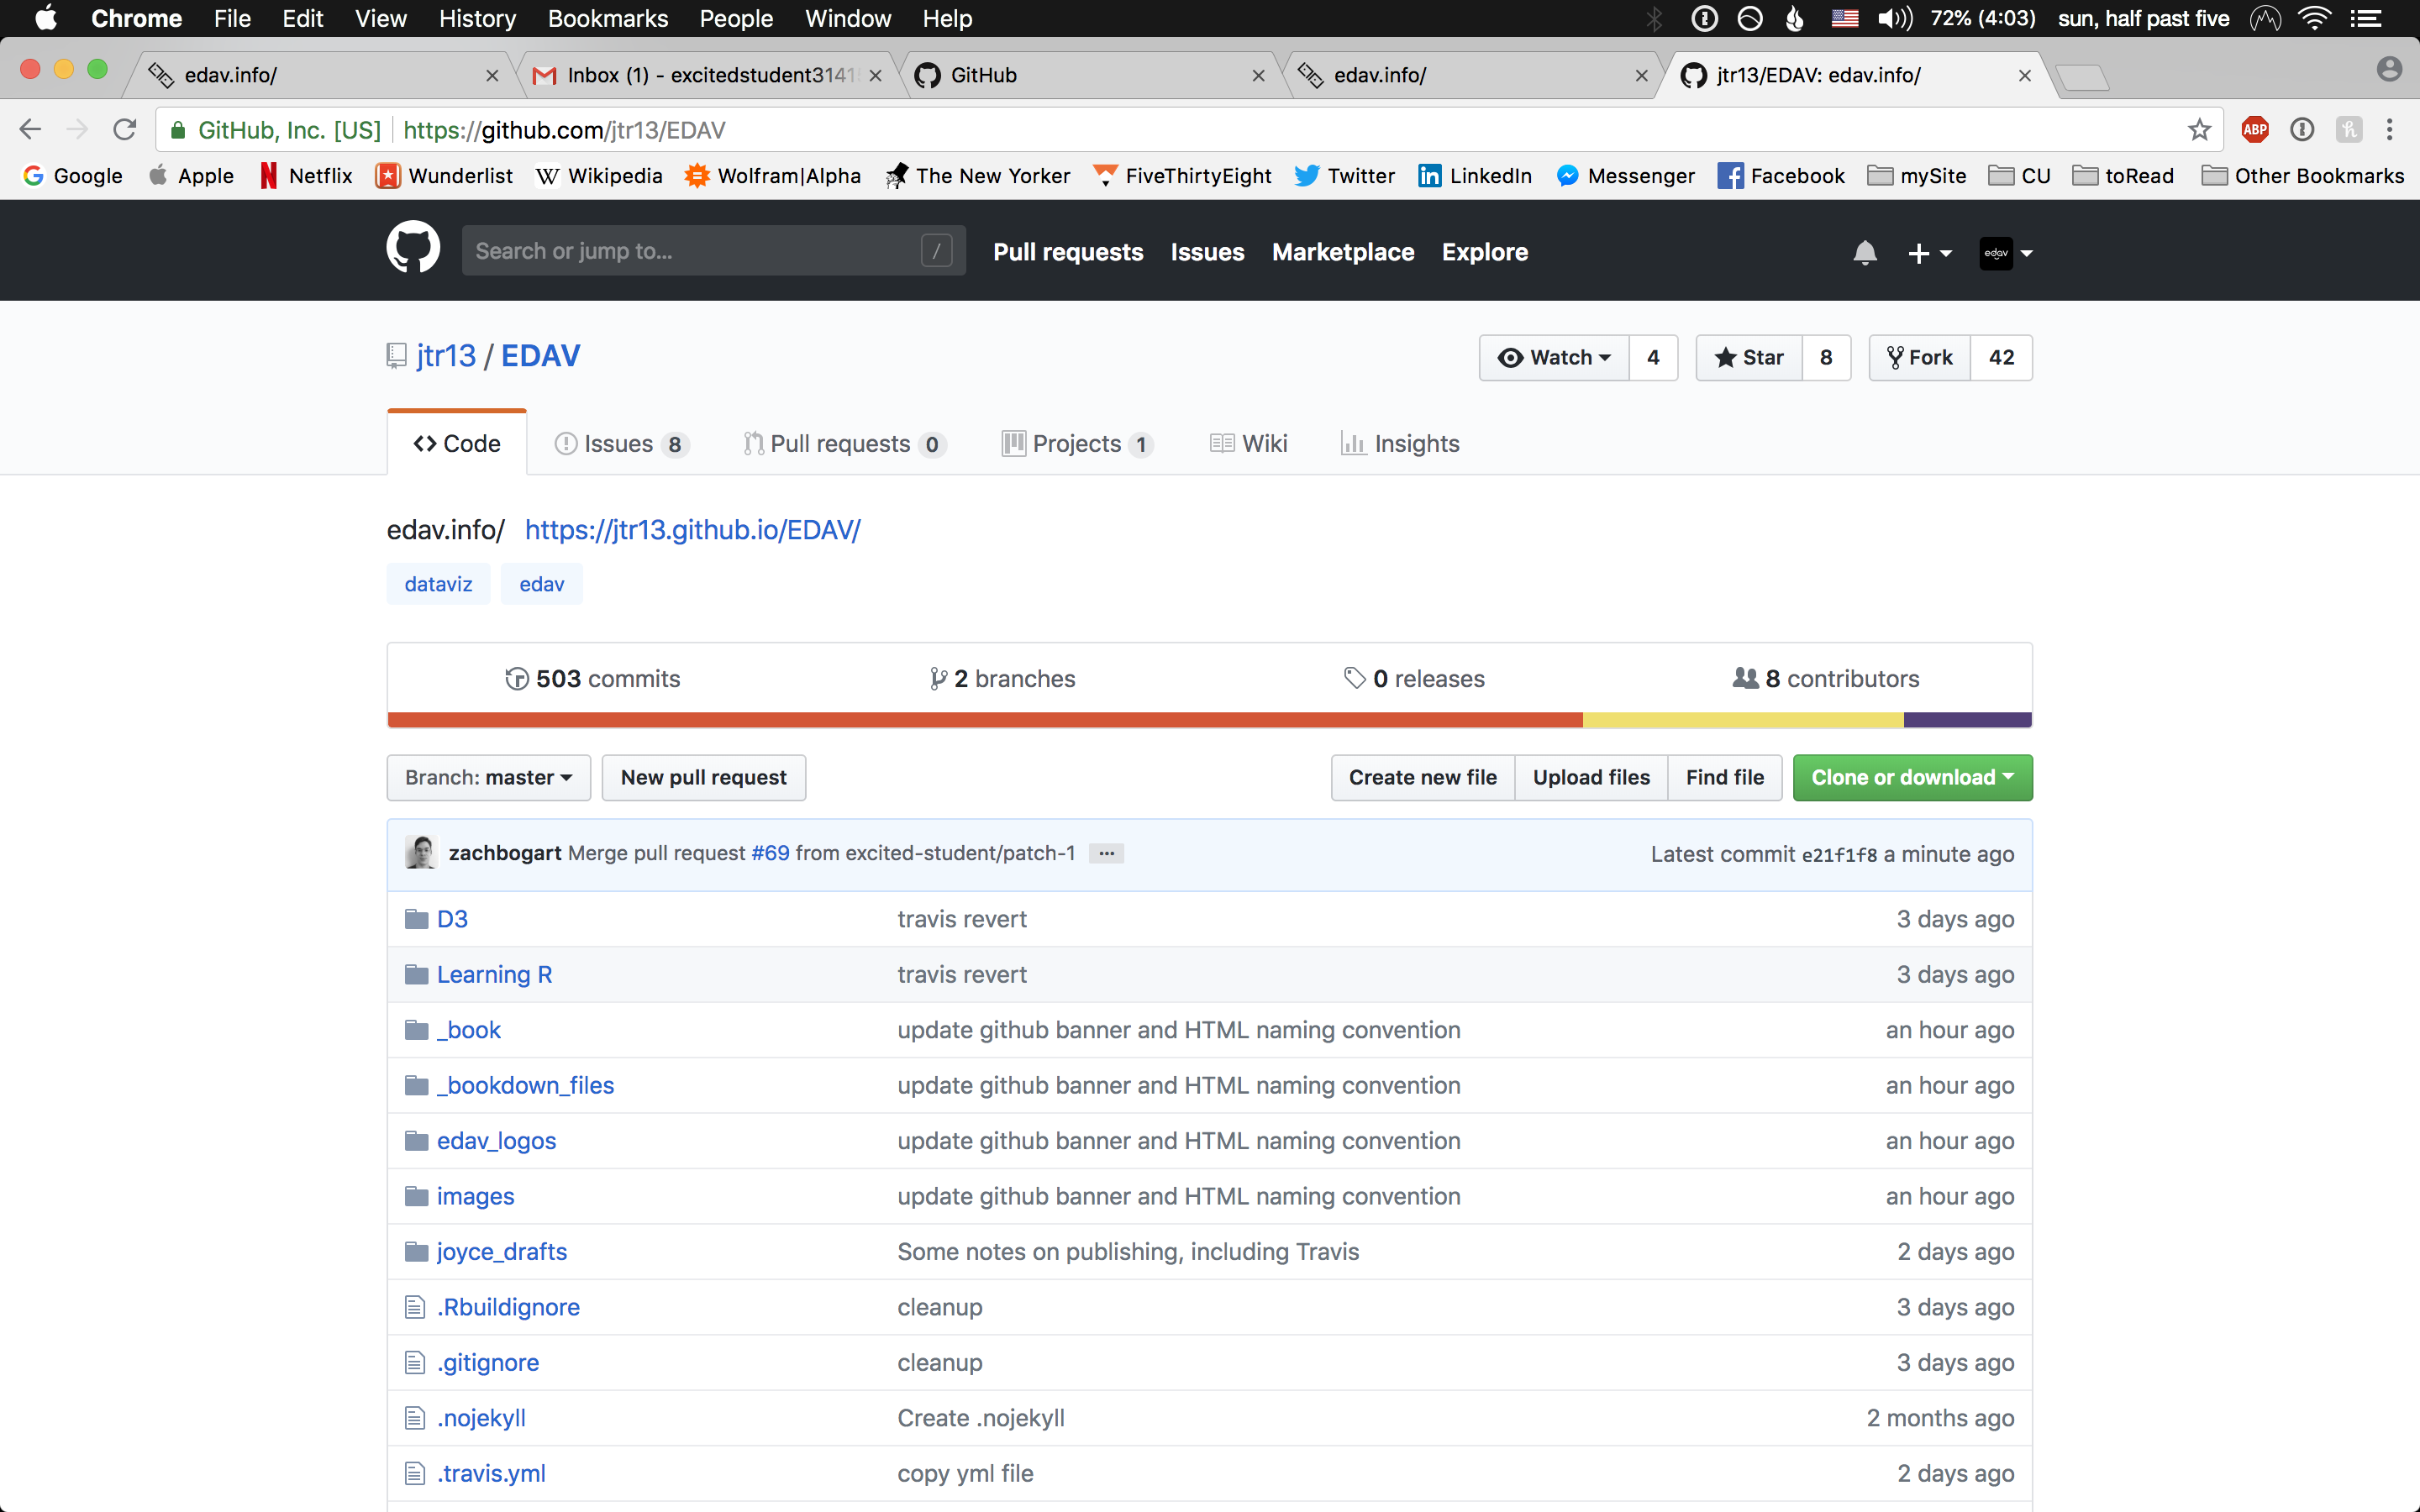 Chrome File Edit View History Bookmarks People Window Help 72% (4:03) sun, half past five
edav.info/ Inbox (1) - excitedstudent3141 GitHub edav.info/ jtr13/EDAV: edav.info/
GitHub, Inc. [US] https://github.com/jtr13/EDAV ABP
Google Apple Netflix Wunderlist Wikipedia Wolfram|Alpha The New Yorker FiveThirtyEight Twitter LinkedIn Messenger Facebook mySite CU toRead Other Bookmarks
Search or jump to... / Pull requests Issues Marketplace Explore edav
jtr13 / EDAV Watch 4 Star 8 Fork 42
Code Issues 8 Pull requests 0 Projects 1 Wiki Insights
edav.info/ https://jtr13.github.io/EDAV/
dataviz edav
503 commits 2 branches 0 releases 8 contributors
Branch: master New pull request Create new file Upload files Find file Clone or download
zachbogart Merge pull request #69 from excited-student/patch-1 ... Latest commit e21f1f8 a minute ago
D3 travis revert 3 days ago
Learning R travis revert 3 days ago
_book update github banner and HTML naming convention an hour ago
_bookdown_files update github banner and HTML naming convention an hour ago
edav_logos update github banner and HTML naming convention an hour ago
images update github banner and HTML naming convention an hour ago
joyce_drafts Some notes on publishing, including Travis 2 days ago
.Rbuildignore cleanup 3 days ago
.gitignore cleanup 3 days ago
.nojekyll Create .nojekyll 2 months ago
.travis.yml copy yml file 2 days ago